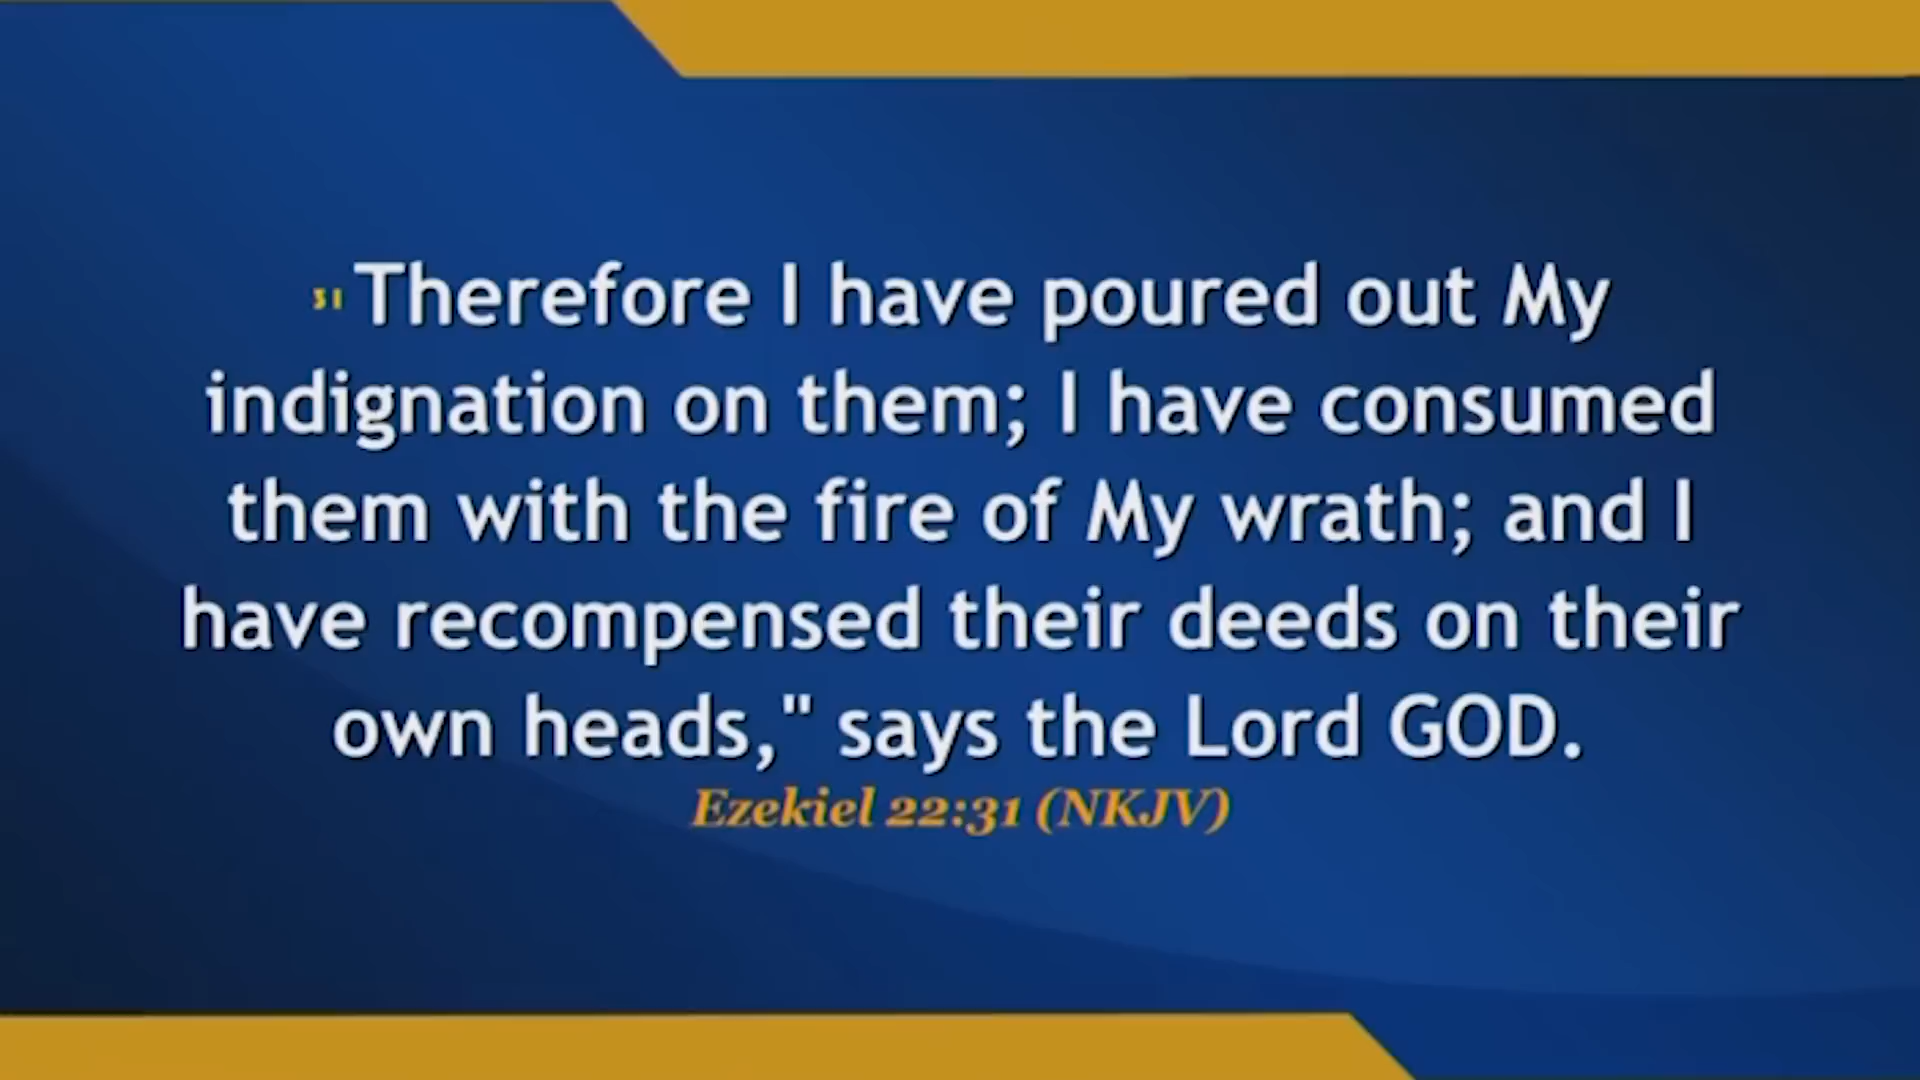 31 Therefore I have poured out My
indignation on them; I have consumed
them with the fire of My wrath; and I
have recompensed their deeds on their
own heads," says the Lord GOD.
Ezekiel 22:31 (NKJV)